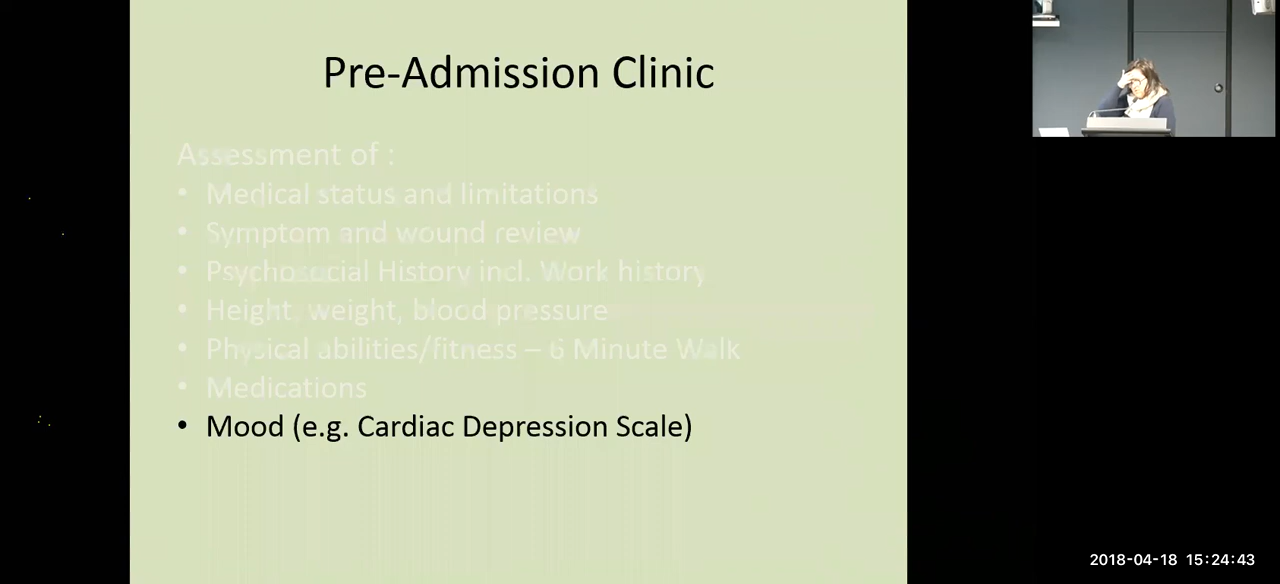 Pre-Admission Clinic
Assessment of :
• Medical status and limitations
• Symptom and wound review
• Psychosocial History incl. Work history
• Height, weight, blood pressure
• Physical abilities/fitness – 6 Minute Walk
• Medications
• Mood (e.g. Cardiac Depression Scale)
2018-04-18 15:24:43